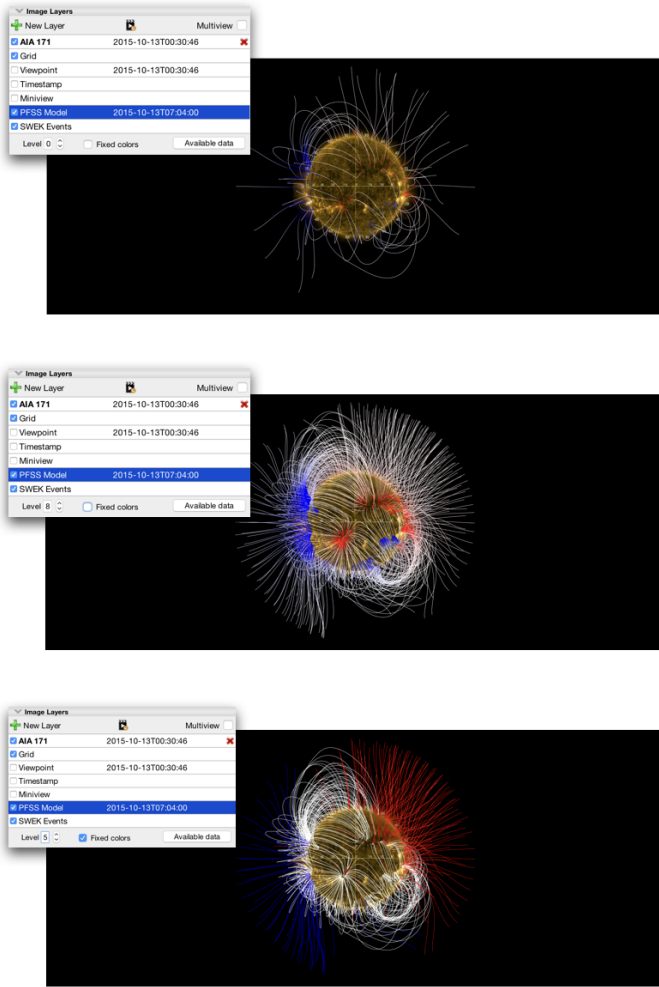 Image Layers
New Layer Multiview
AIA 171 2015-10-13T00:30:46
Grid
Viewpoint 2015-10-13T00:30:46
Timestamp
Miniview
PFSS Model 2015-10-13T07:04:00
SWEK Events
Level 0 Fixed colors Available data
Image Layers
New Layer Multiview
AIA 171 2015-10-13T00:30:46
Grid
Viewpoint 2015-10-13T00:30:46
Timestamp
Miniview
PFSS Model 2015-10-13T07:04:00
SWEK Events
Level 8 Fixed colors Available data
Image Layers
New Layer Multiview
AIA 171 2015-10-13T00:30:46
Grid
Viewpoint 2015-10-13T00:30:46
Timestamp
Miniview
PFSS Model 2015-10-13T07:04:00
SWEK Events
Level 5 Fixed colors Available data